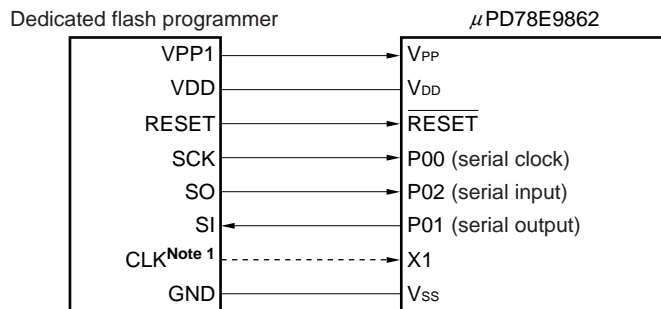 Dedicated flash programmer μPD78E9862
VPP1 VPP
VDD VDD
RESET RESET
SCK P00 (serial clock)
SO P02 (serial input)
SI P01 (serial output)
CLKNote 1 X1
GND VSS